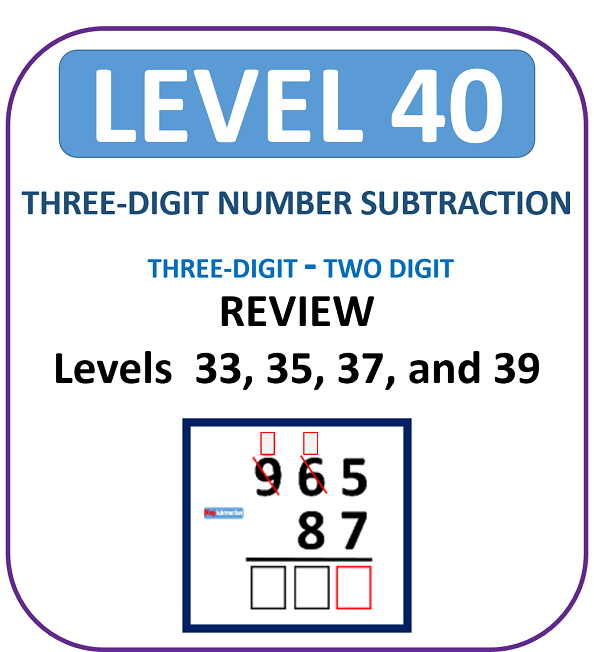 LEVEL 40
THREE-DIGIT NUMBER SUBTRACTION
THREE-DIGIT - TWO DIGIT
REVIEW
Levels 33, 35, 37, and 39
965
PlaySubtraction
87